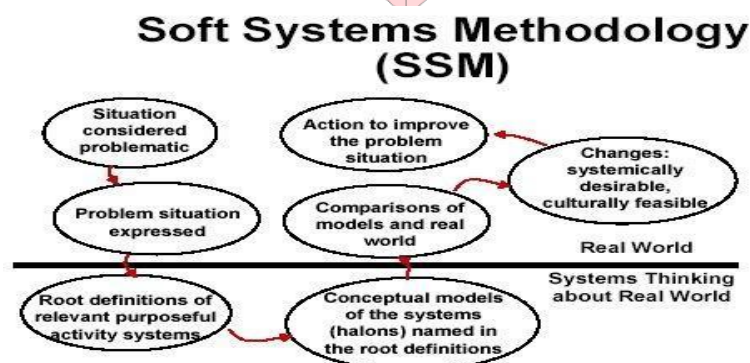 Soft Systems Methodology
(SSM)
Situation
considered
problematic
Action to improve
the problem
situation
Changes:
systemically
desirable,
culturally feasible
Problem situation
expressed
Comparisons of
models and real
world
Real World
Systems Thinking
about Real World
Root definitions of
relevant purposeful
activity systems
Conceptual models
of the systems
(halons) named in
the root definitions